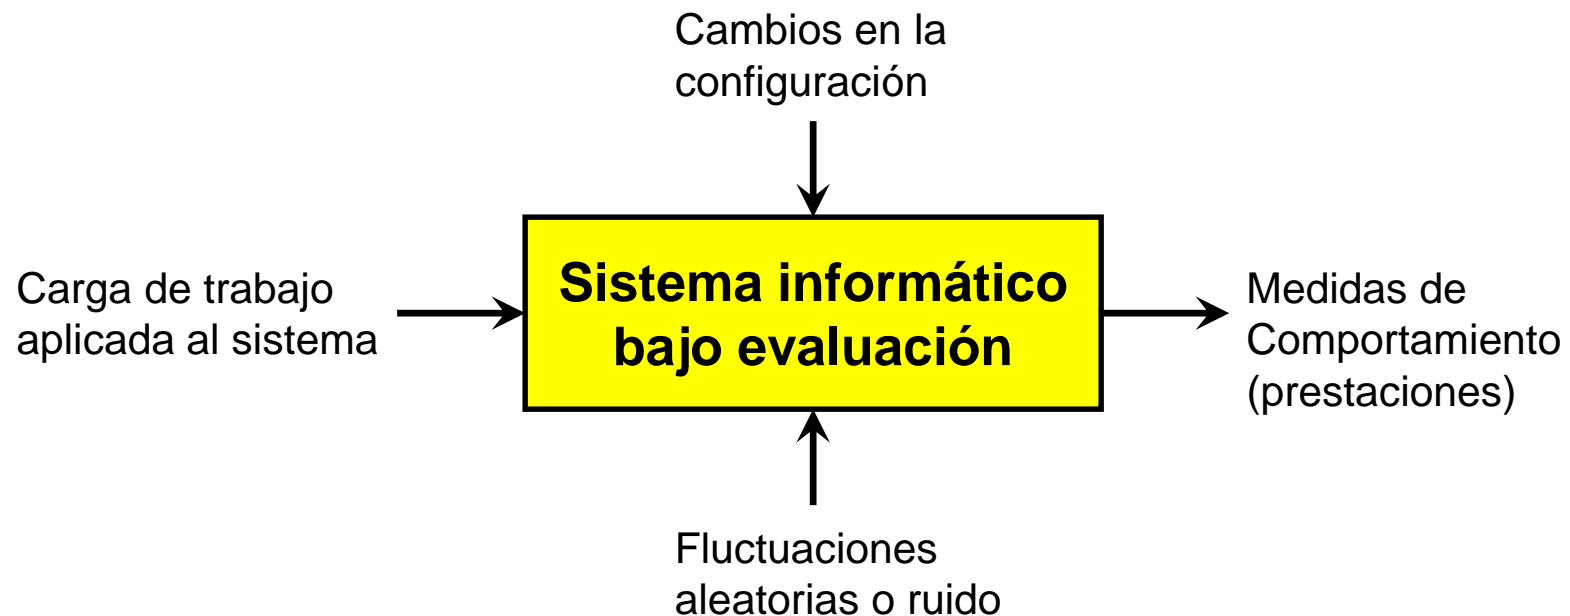 Cambios en la
configuración
Carga de trabajo
aplicada al sistema
Sistema informático
bajo evaluación
Medidas de
Comportamiento
(prestaciones)
Fluctuaciones
aleatorias o ruido